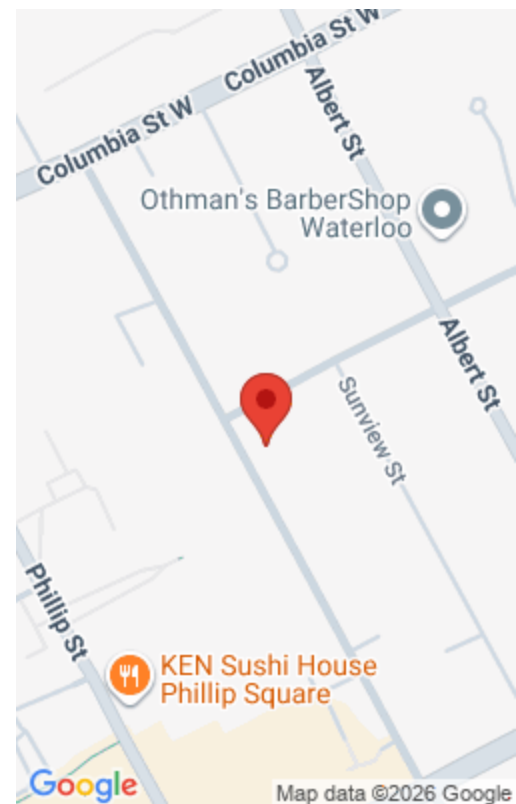 Columbia St W
Columbia St W
Albert St
Othman's BarberShop
Waterloo
Albert St
Sunview St
Phillip St
KEN Sushi House
Phillip Square
Google
Map data ©2026 Google